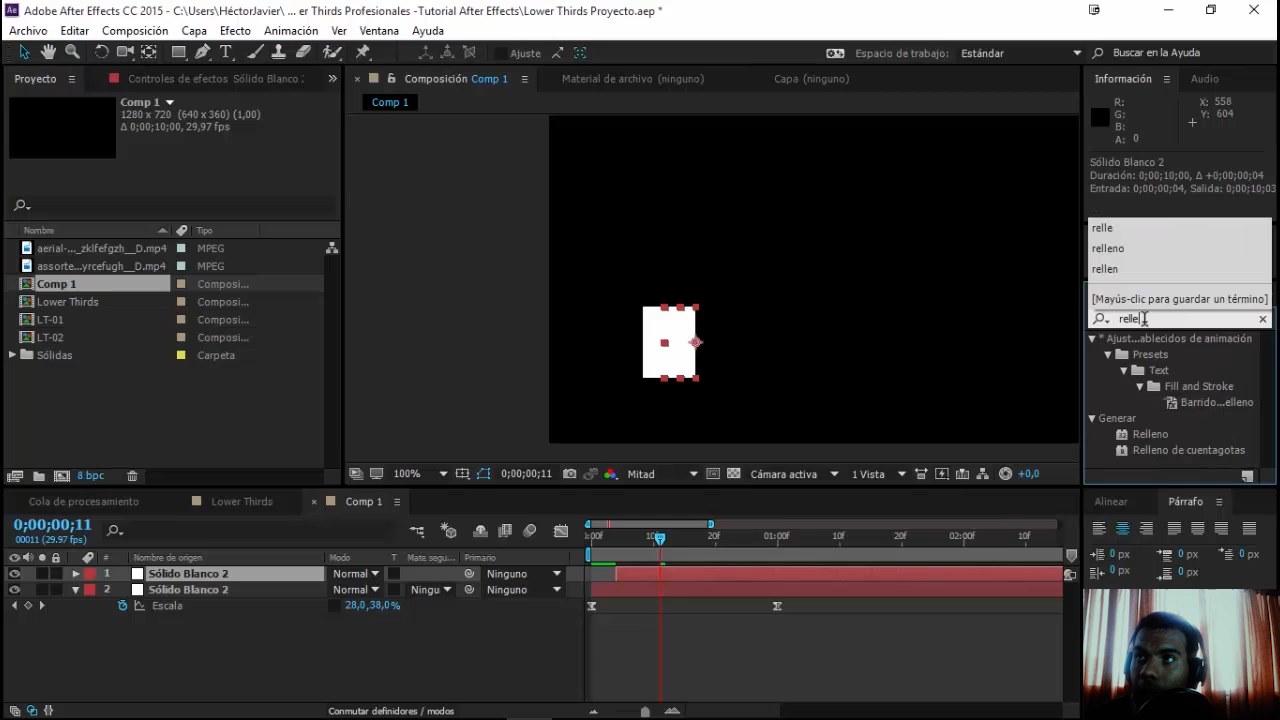 Adobe After Effects CC 2015 - C:\Users\HéctorJavier\ ... er Thirds Profesionales -Tutorial After Effects\Lower Thirds Proyecto.aep *
Archivo Editar Composición Capa Efecto Animación Ver Ventana Ayuda
Ajuste
Espacio de trabajo: Estándar
Buscar en la Ayuda
Proyecto
Controles de efectos Sólido Blanco 2
Comp 1
1280 x 720 (640 x 360) (1,00)
Δ 0;00;10;00, 29,97 fps
Nombre Tipo
aerial-..._zklfefgzh__D.mp4 MPEG
assorte...yrcefugh__D.mp4 MPEG
Comp 1 Composi...
Lower Thirds Composi...
LT-01 Composi...
LT-02 Composi...
Sólidas Carpeta
8 bpc
Composición Comp 1
Material de archivo (ninguno)
Capa (ninguno)
Comp 1
100%
0;00;00;11
Mitad
Cámara activa
1 Vista
+0,0
Información Audio
R:
G:
B:
A: 0
X: 558
Y: 604
Sólido Blanco 2
Duración: 0;00;10;00, Δ +0;00;00;04
Entrada: 0;00;00;04, Salida: 0;00;10;03
relle
relleno
rellen
[Mayús-clic para guardar un término]
relle
* Ajust...ablecidos de animación
Presets
Text
Fill and Stroke
Barrido...elleno
Generar
Relleno
Relleno de cuentagotas
Cola de procesamiento
Lower Thirds
Comp 1
0;00;00;11
00011 (29.97 fps)
# Nombre de origen Modo T Mate segu... Primario
1 Sólido Blanco 2 Normal Ninguno
2 Sólido Blanco 2 Normal Ningu Ninguno
Escala 28,0,38,0%
20f 01:00f 10f 20f 02:00f 10f
Conmutar definidores / modos
Alinear Párrafo
0 px 0 px 0 px
0 px 0 px